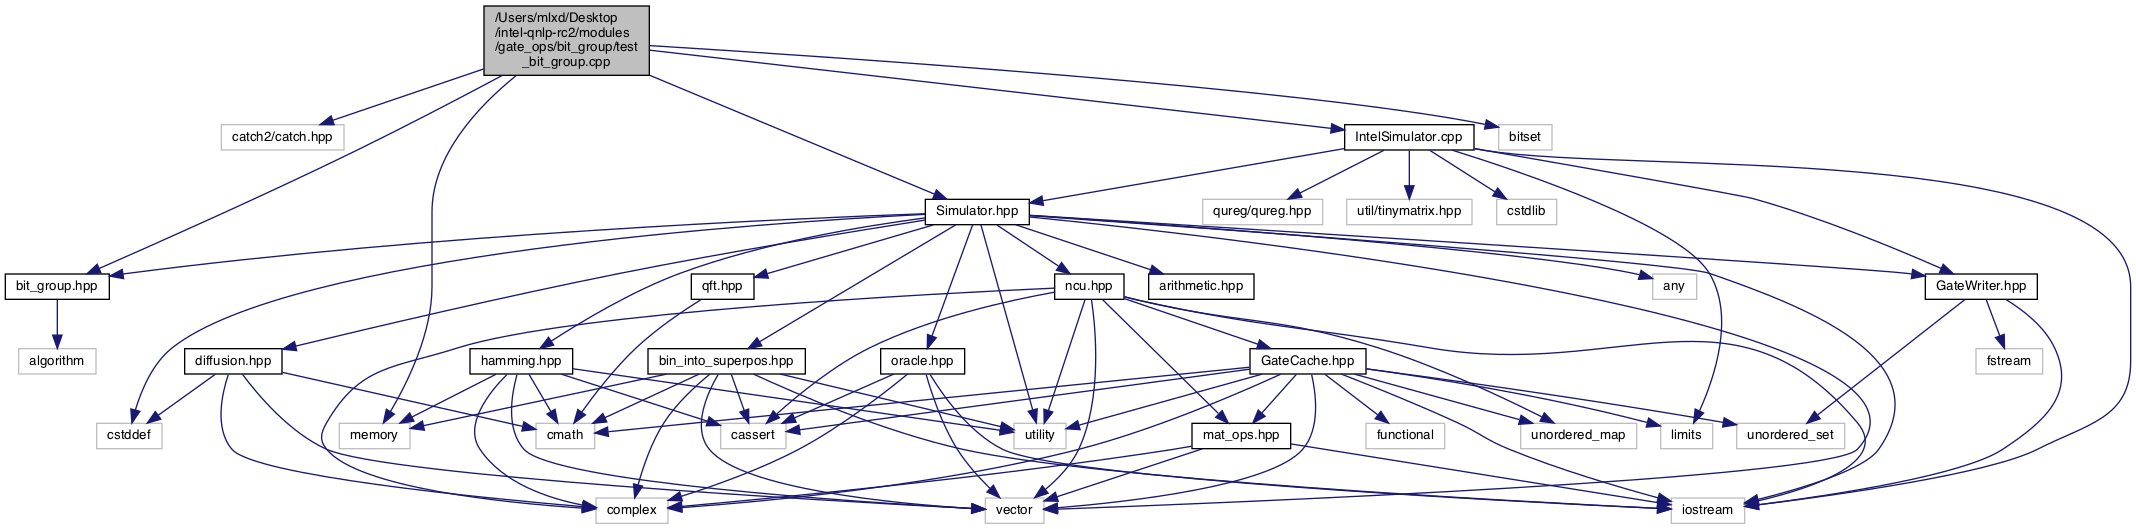 /Users/mlxd/Desktop
/intel-qnlp-rc2/modules
/gate_ops/bit_group/test
_bit_group.cpp
catch2/catch.hpp
IntelSimulator.cpp
bitset
Simulator.hpp
qureg/qureg.hpp
util/tinymatrix.hpp
cstdlib
bit_group.hpp
qft.hpp
ncu.hpp
arithmetic.hpp
any
GateWriter.hpp
algorithm
diffusion.hpp
hamming.hpp
bin_into_superpos.hpp
oracle.hpp
GateCache.hpp
fstream
cstddef
memory
cmath
cassert
utility
mat_ops.hpp
functional
unordered_map
limits
unordered_set
complex
vector
iostream